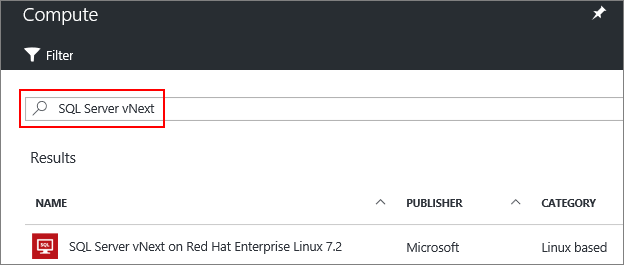 Compute
Filter
SQL Server vNext
Results
NAME PUBLISHER CATEGORY
SQL SQL Server vNext on Red Hat Enterprise Linux 7.2 Microsoft Linux based